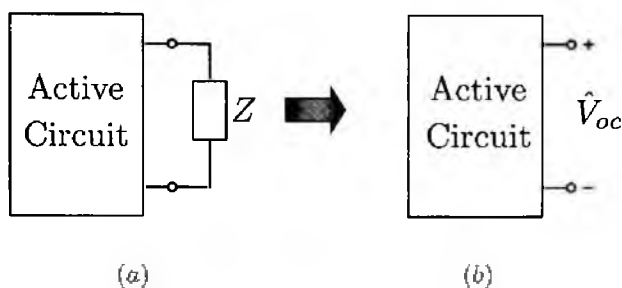 Active
Circuit
Z
Active
Circuit
+
V̂oc
−
(a)
(b)